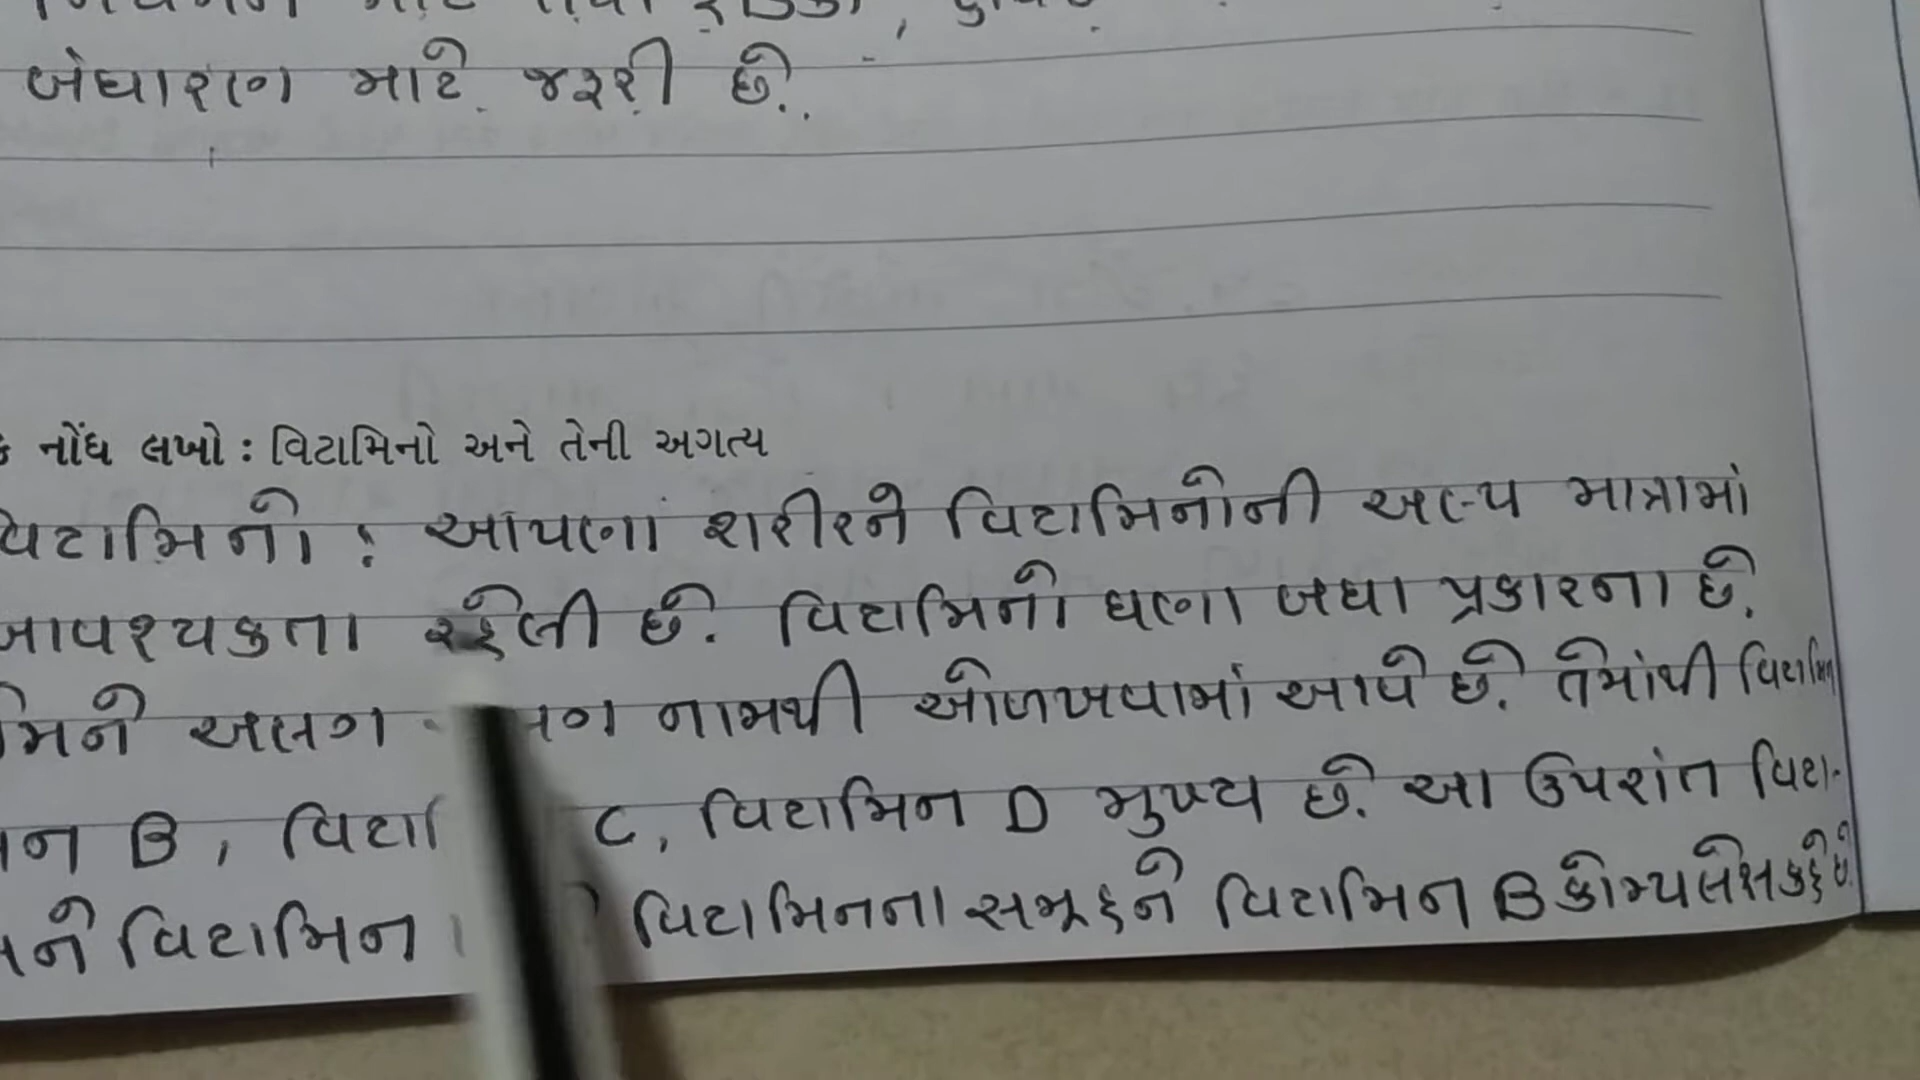 બંધારણ માટે જરૂરી છે.
નોંધ લખો : વિટામિનો અને તેની અગત્ય
વિટામિનો : આપણા શરીરને વિટામિનોની અલ્પ માત્રામાં
આવશ્યકતા રહેલી છે. વિટામિનો ઘણા બધા પ્રકારના છે.
અલગ નામથી ઓળખવામાં આવે છે. તેમાંથી વિટામિન
B, C, વિટામિન D મુખ્ય છે. આ ઉપરાંત વિટા-
વિટામિન વિટામિનના સમૂહને વિટામિન B કોમ્પલેક્ષ કહે છે.